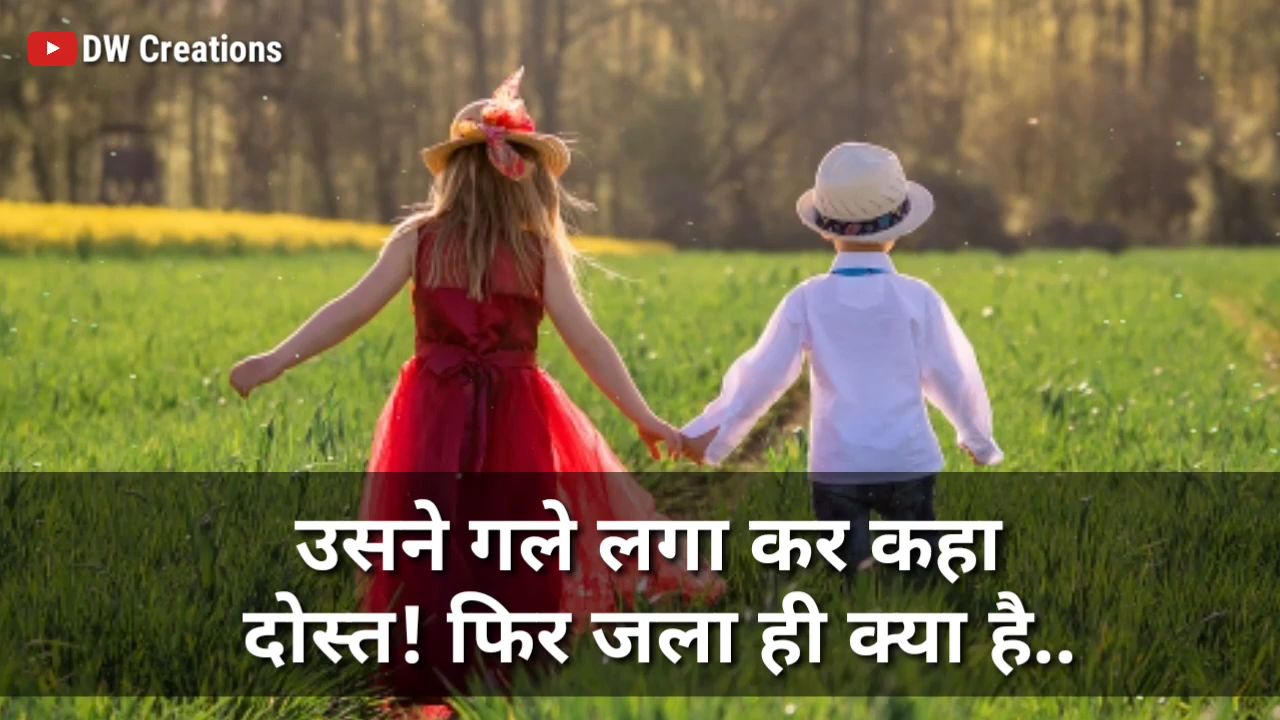 DW Creations
उसने गले लगा कर कहा
दोस्त! फिर जला ही क्या है..